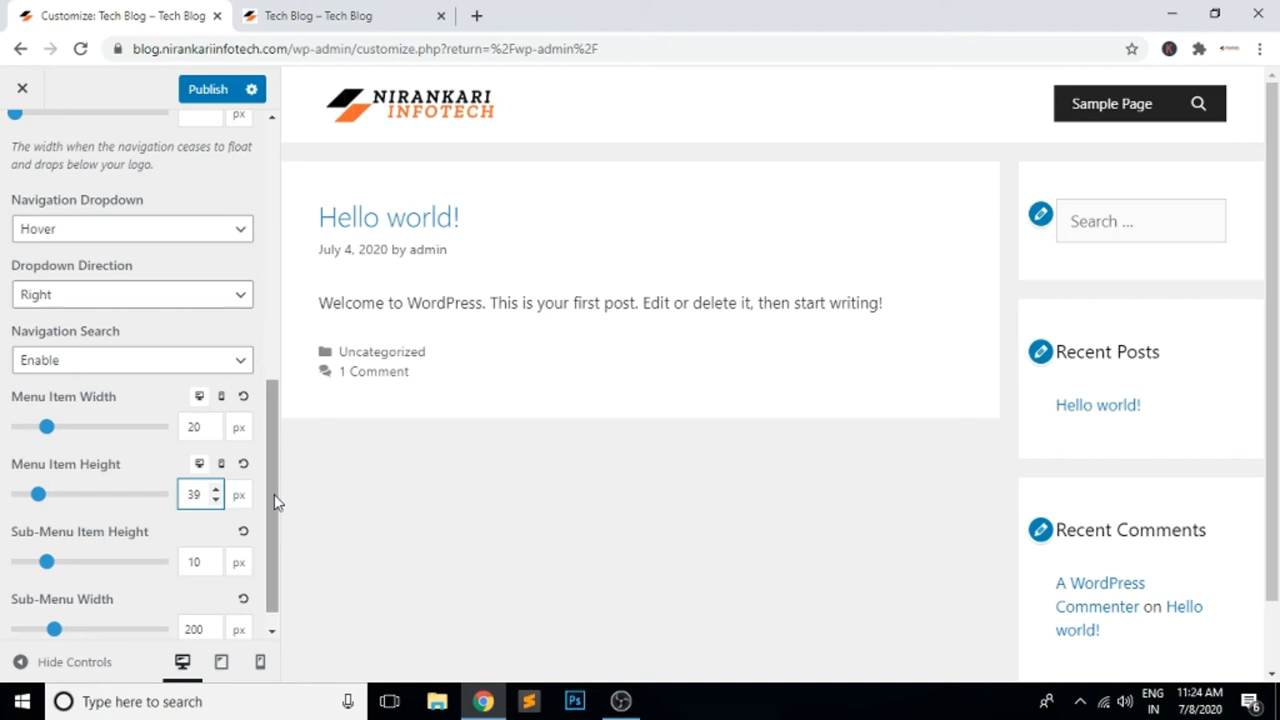 Customize: Tech Blog – Tech Blog
Tech Blog – Tech Blog
blog.nirankariinfotech.com/wp-admin/customize.php?return=%2Fwp-admin%2F
K
Publish
px
The width when the navigation ceases to float
and drops below your logo.
Navigation Dropdown
Hover
Dropdown Direction
Right
Navigation Search
Enable
Menu Item Width
20 px
Menu Item Height
39 px
Sub-Menu Item Height
10 px
Sub-Menu Width
200 px
Hide Controls
NIRANKARI
INFOTECH
Sample Page
Hello world!
July 4, 2020 by admin
Welcome to WordPress. This is your first post. Edit or delete it, then start writing!
Uncategorized
1 Comment
Search ...
Recent Posts
Hello world!
Recent Comments
A WordPress
Commenter on Hello
world!
Type here to search
Ps
ENG
IN
11:24 AM
7/8/2020
6